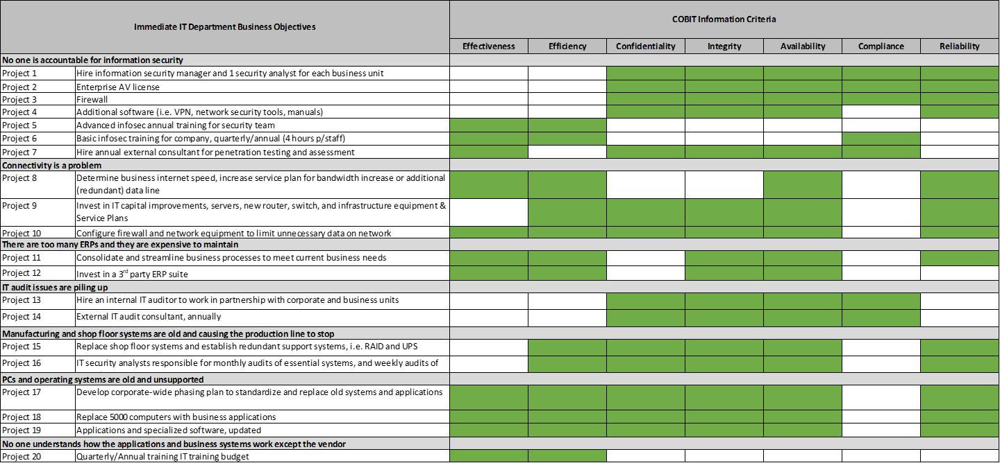 Immediate IT Department Business Objectives
COBIT Information Criteria
Effectiveness Efficiency Confidentiality Integrity Availability Compliance Reliability
No one is accountable for information security
Project 1 Hire information security manager and 1 security analyst for each business unit
Project 2 Enterprise AV license
Project 3 Firewall
Project 4 Additional software (i.e. VPN, network security tools, manuals)
Project 5 Advanced infosec annual training for security team
Project 6 Basic infosec training for company, quarterly/annual (4 hours p/staff)
Project 7 Hire annual external consultant for penetration testing and assessment
Connectivity is a problem
Project 8 Determine business internet speed, increase service plan for bandwidth increase or additional
(redundant) data line
Project 9 Invest in IT capital improvements, servers, new router, switch, and infrastructure equipment &
Service Plans
Project 10 Configure firewall and network equipment to limit unnecessary data on network
There are too many ERPs and they are expensive to maintain
Project 11 Consolidate and streamline business processes to meet current business needs
Project 12 Invest in a 3rd party ERP suite
IT audit issues are piling up
Project 13 Hire an internal IT auditor to work in partnership with corporate and business units
Project 14 External IT audit consultant, annually
Manufacturing and shop floor systems are old and causing the production line to stop
Project 15 Replace shop floor systems and establish redundant support systems, i.e. RAID and UPS
Project 16 IT security analysts responsible for monthly audits of essential systems, and weekly audits of
PCs and operating systems are old and unsupported
Project 17 Develop corporate-wide phasing plan to standardize and replace old systems and applications
Project 18 Replace 5000 computers with business applications
Project 19 Applications and specialized software, updated
No one understands how the applications and business systems work except the vendor
Project 20 Quarterly/Annual training IT training budget